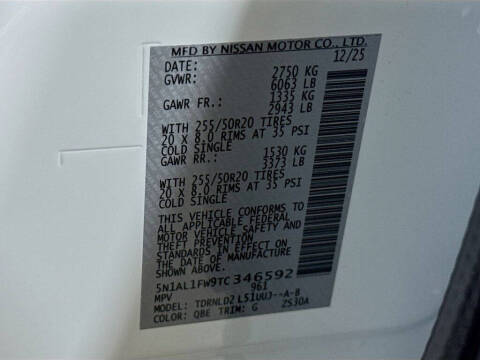 MFD BY NISSAN MOTOR CO., LTD.
DATE: 12/25
GVWR: 2750 KG
6063 LB
GAWR FR.: 1335 KG
2943 LB
WITH 255/50R20 TIRES
20 X 8.0 RIMS AT 35 PSI
COLD SINGLE
GAWR RR.: 1530 KG
3373 LB
WITH 255/50R20 TIRES
20 X 8.0 RIMS AT 35 PSI
COLD SINGLE
THIS VEHICLE CONFORMS TO
ALL APPLICABLE FEDERAL
MOTOR VEHICLE SAFETY AND
THEFT PREVENTION
STANDARDS IN EFFECT ON
THE DATE OF MANUFACTURE
SHOWN ABOVE.
5N1AL1FW9TC346592
MPV 961
MODEL: TDRNLDZ L51UUJ--A-B
COLOR: QBE TRIM: G ZS30A